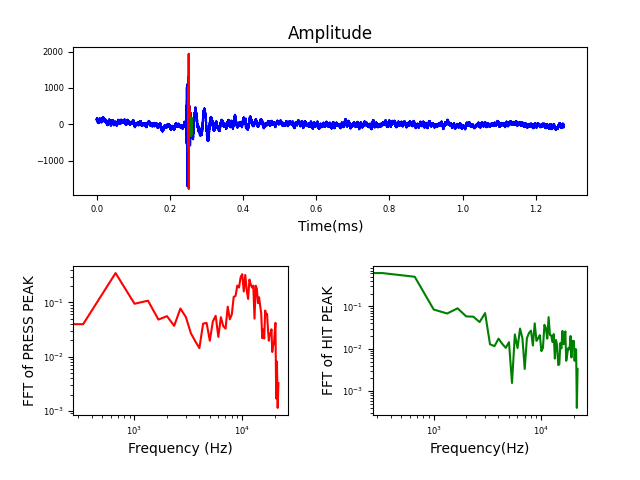 Amplitude
2000
1000
0
−1000
0.0 0.2 0.4 0.6 0.8 1.0 1.2
Time(ms)
FFT of PRESS PEAK
10⁻¹
10⁻²
10⁻³
10³ 10⁴
Frequency (Hz)
FFT of HIT PEAK
10⁻¹
10⁻²
10⁻³
10³ 10⁴
Frequency(Hz)